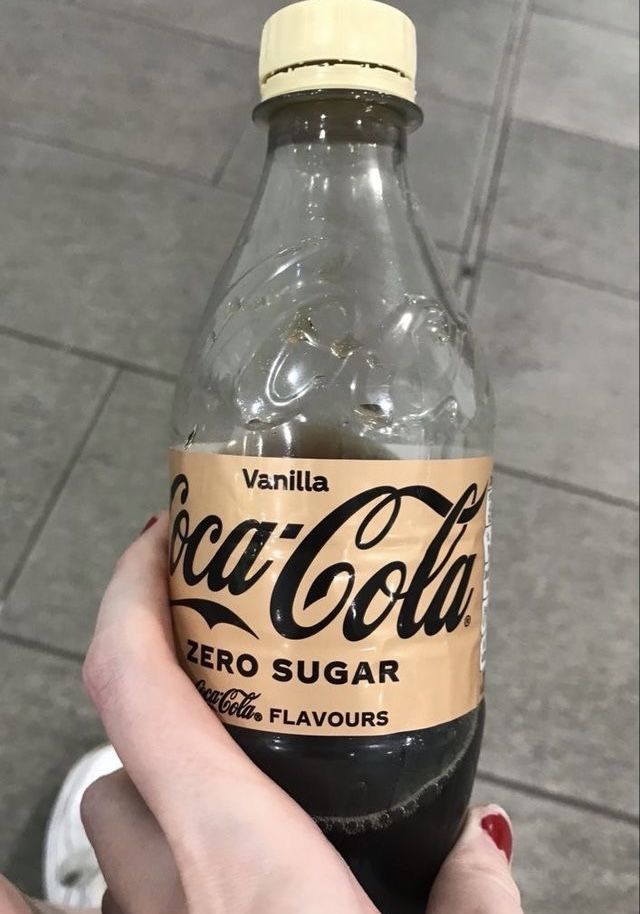 Vanilla
Coca-Cola®
ZERO SUGAR
Coca-Cola® FLAVOURS